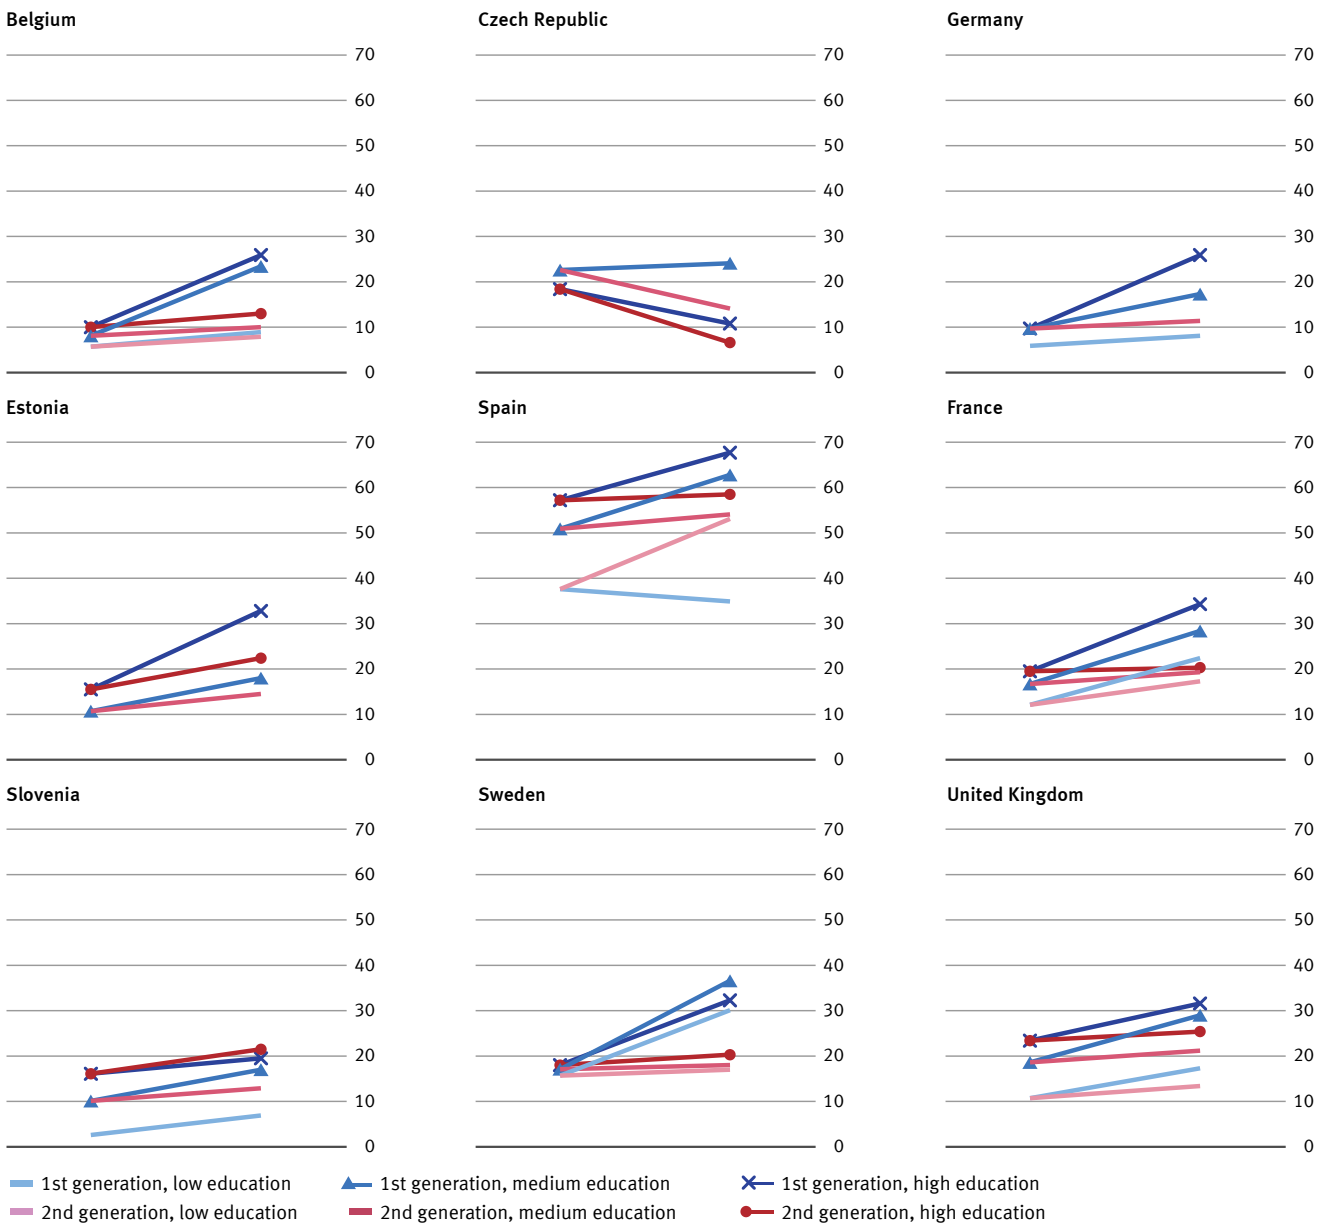 Belgium
Czech Republic
Germany
70 70 70
60 60 60
50 50 50
40 40 40
30 30 30
20 20 20
10 10 10
0 0 0
Estonia
Spain
France
70 70 70
60 60 60
50 50 50
40 40 40
30 30 30
20 20 20
10 10 10
0 0 0
Slovenia
Sweden
United Kingdom
70 70 70
60 60 60
50 50 50
40 40 40
30 30 30
20 20 20
10 10 10
0 0 0
1st generation, low education
1st generation, medium education
1st generation, high education
2nd generation, low education
2nd generation, medium education
2nd generation, high education